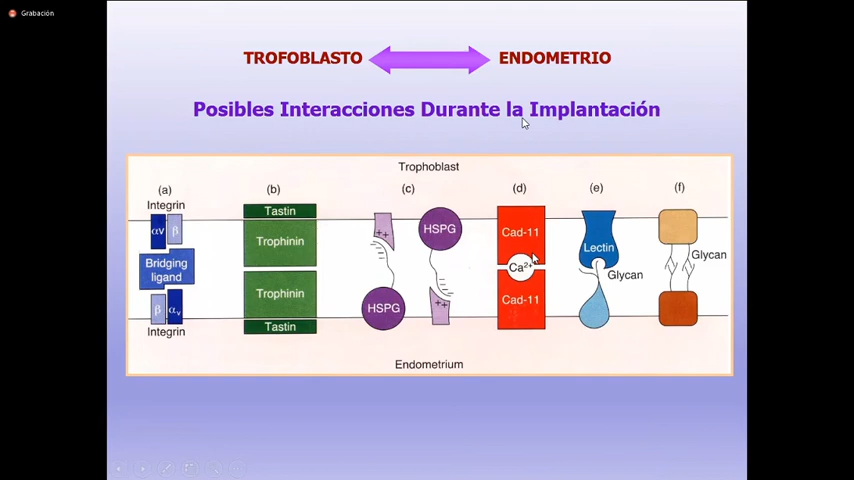 Grabación
TROFOBLASTO ENDOMETRIO
Posibles Interacciones Durante la Implantación
Trophoblast
(a) (b) (c) (d) (e) (f)
Integrin
αv β
Bridging
ligand
β αv
Integrin
Tastin
Trophinin
Trophinin
Tastin
++
HSPG
HSPG
++
Cad-11
Ca2+
Cad-11
Lectin
Glycan
Glycan
Endometrium